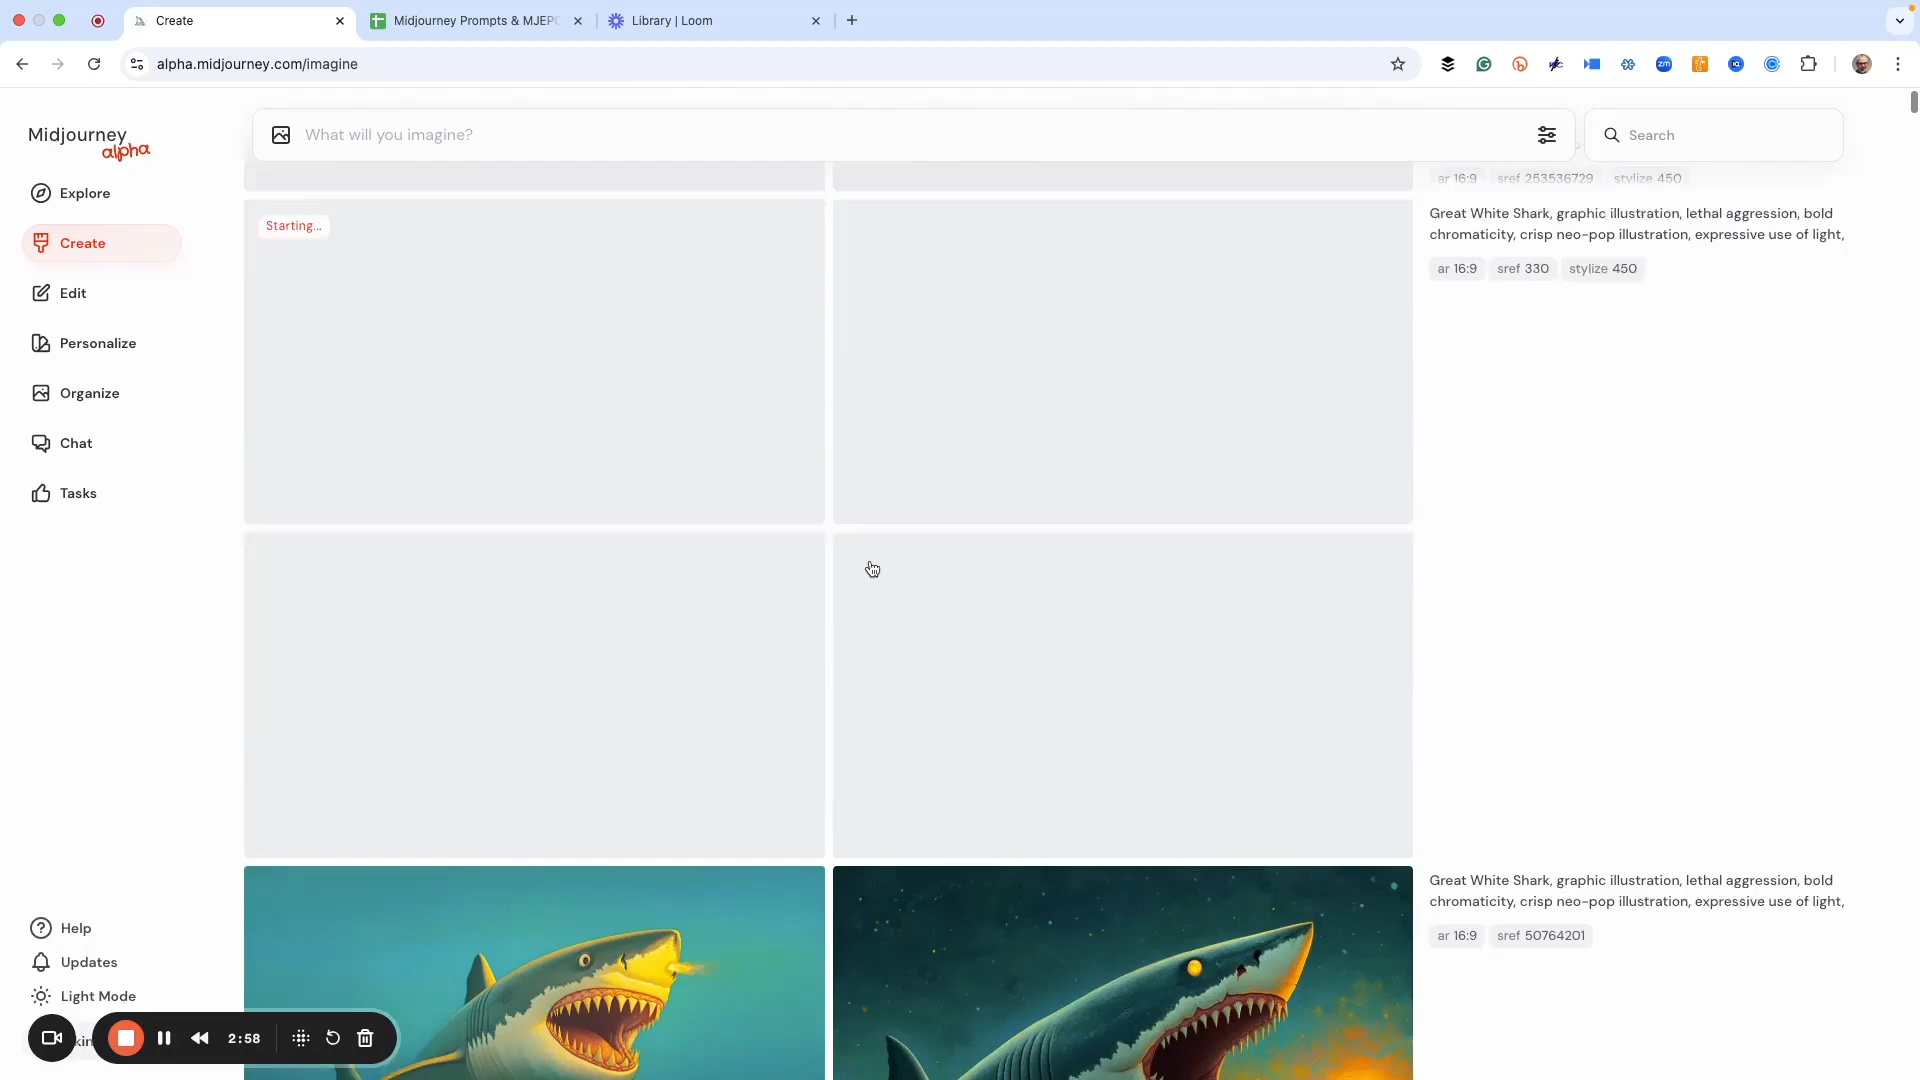 Create
Midjourney Prompts & MJEPC
Library | Loom
alpha.midjourney.com/imagine
Midjourney
alpha
What will you imagine?
Search
Explore
Create
Edit
Personalize
Organize
Chat
Tasks
Help
Updates
Light Mode
2:58
Starting...
ar 16:9 sref 253536729 stylize 450
Great White Shark, graphic illustration, lethal aggression, bold
chromaticity, crisp neo-pop illustration, expressive use of light,
ar 16:9 sref 330 stylize 450
Great White Shark, graphic illustration, lethal aggression, bold
chromaticity, crisp neo-pop illustration, expressive use of light,
ar 16:9 sref 50764201